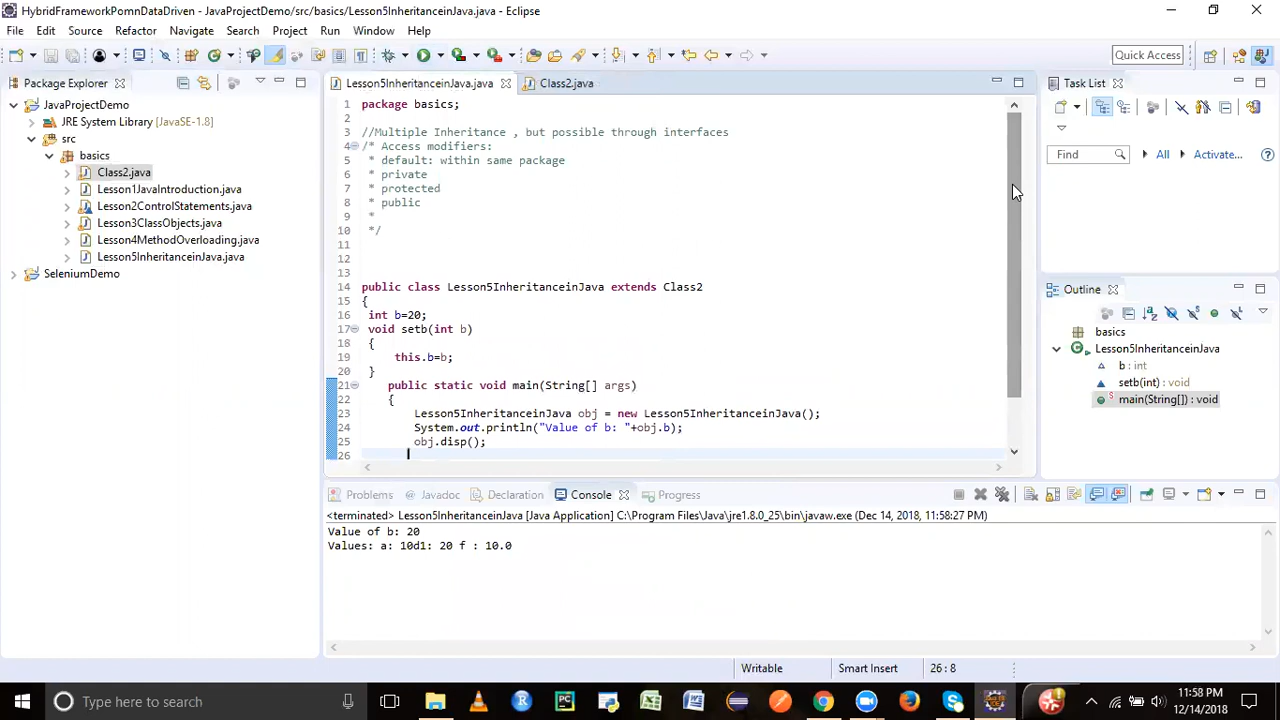 HybridFrameworkPomnDataDriven - JavaProjectDemo/src/basics/Lesson5InheritanceinJava.java - Eclipse
File Edit Source Refactor Navigate Search Project Run Window Help
Quick Access
Package Explorer
JavaProjectDemo
JRE System Library [JavaSE-1.8]
src
basics
Class2.java
Lesson1JavaIntroduction.java
Lesson2ControlStatements.java
Lesson3ClassObjects.java
Lesson4MethodOverloading.java
Lesson5InheritanceinJava.java
SeleniumDemo
Lesson5InheritanceinJava.java Class2.java
1 package basics;
2
3 //Multiple Inheritance , but possible through interfaces
4 /* Access modifiers:
5 * default: within same package
6 * private
7 * protected
8 * public
9 *
10 */
11
12
13
14 public class Lesson5InheritanceinJava extends Class2
15 {
16 int b=20;
17 void setb(int b)
18 {
19 this.b=b;
20 }
21 public static void main(String[] args)
22 {
23 Lesson5InheritanceinJava obj = new Lesson5InheritanceinJava();
24 System.out.println("Value of b: "+obj.b);
25 obj.disp();
26
Task List
Find All Activate...
Outline
basics
Lesson5InheritanceinJava
b : int
setb(int) : void
main(String[]) : void
Problems Javadoc Declaration Console Progress
<terminated> Lesson5InheritanceinJava [Java Application] C:\Program Files\Java\jre1.8.0_25\bin\javaw.exe (Dec 14, 2018, 11:58:27 PM)
Value of b: 20
Values: a: 10d1: 20 f : 10.0
Writable Smart Insert 26:8
Type here to search
11:58 PM
12/14/2018